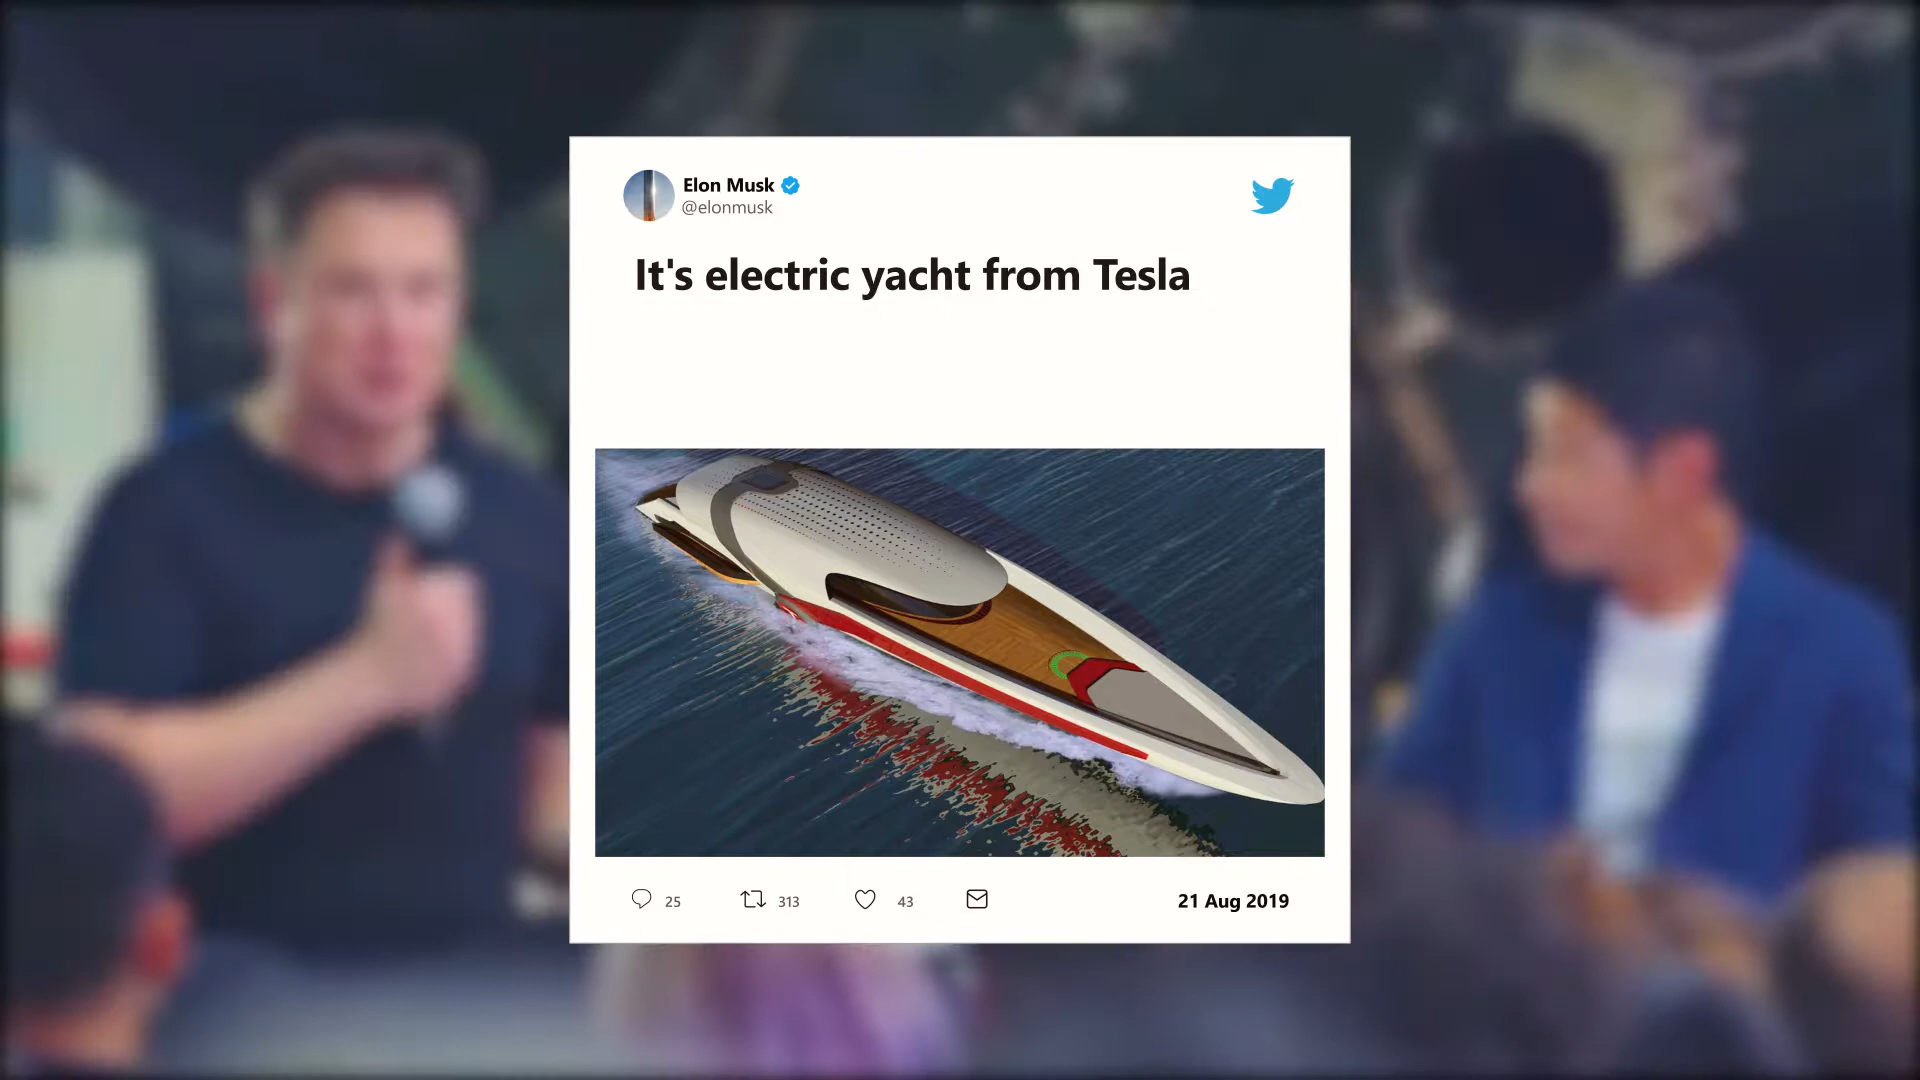 Elon Musk
@elonmusk
It's electric yacht from Tesla
25 313 43 21 Aug 2019